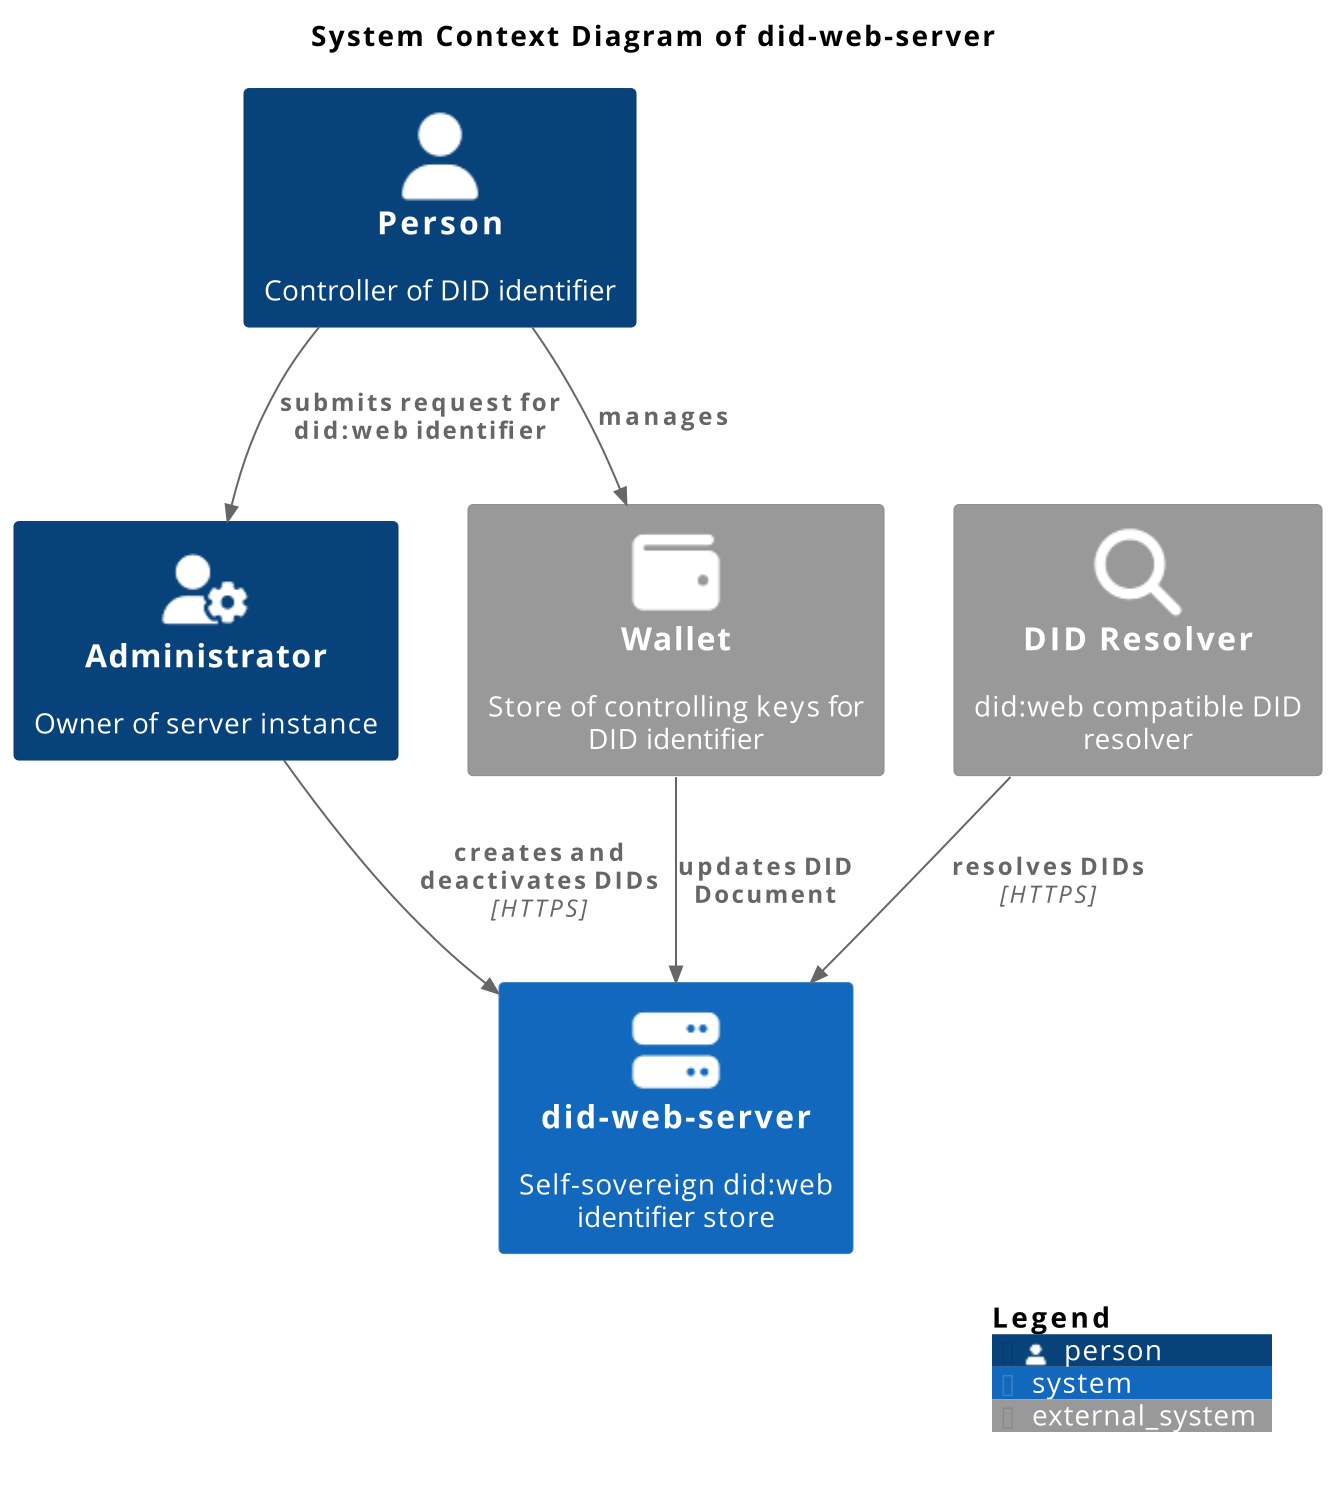 System Context Diagram of did-web-server
Person
Controller of DID identifier
submits request for
did:web identifier
manages
Administrator
Owner of server instance
Wallet
Store of controlling keys for
DID identifier
DID Resolver
did:web compatible DID
resolver
creates and
deactivates DIDs
[HTTPS]
updates DID
Document
resolves DIDs
[HTTPS]
did-web-server
Self-sovereign did:web
identifier store
Legend
person
system
external_system